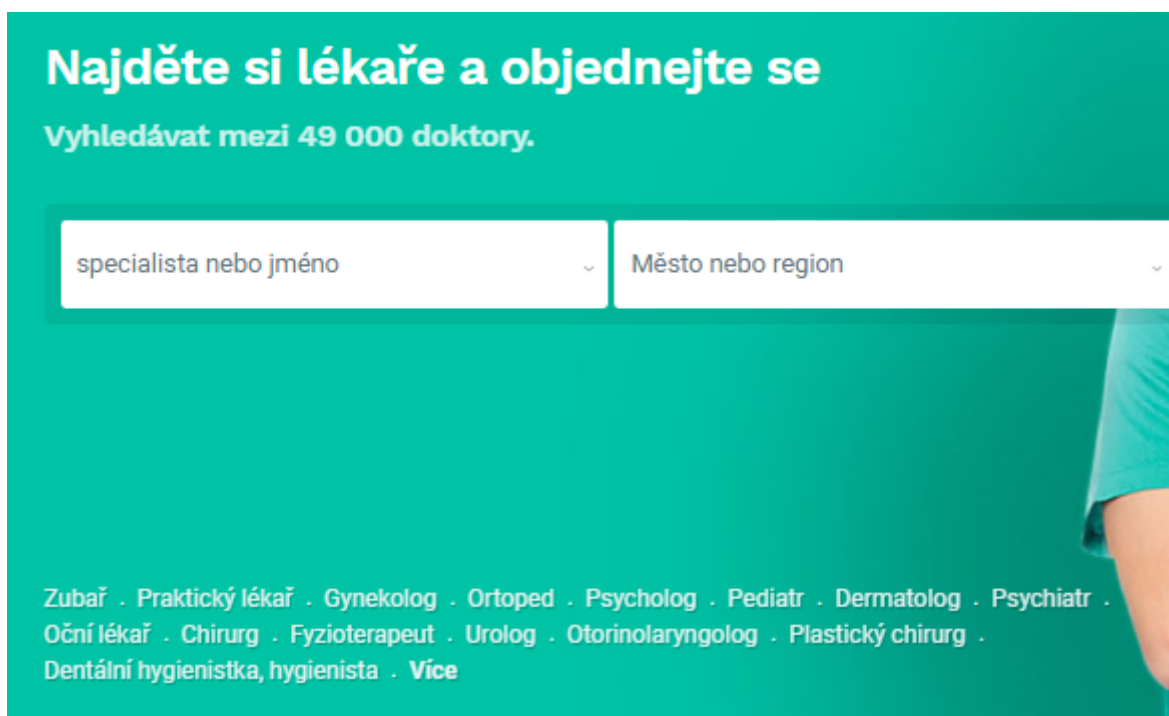 Najděte si lékaře a objednejte se
Vyhledávat mezi 49 000 doktory.
specialista nebo jméno
Město nebo region
Zubař . Praktický lékař . Gynekolog . Ortoped . Psycholog . Pediatr . Dermatolog . Psychiatr .
Oční lékař . Chirurg . Fyzioterapeut . Urolog . Otorinolaryngolog . Plastický chirurg .
Dentální hygienistka, hygienista . Více